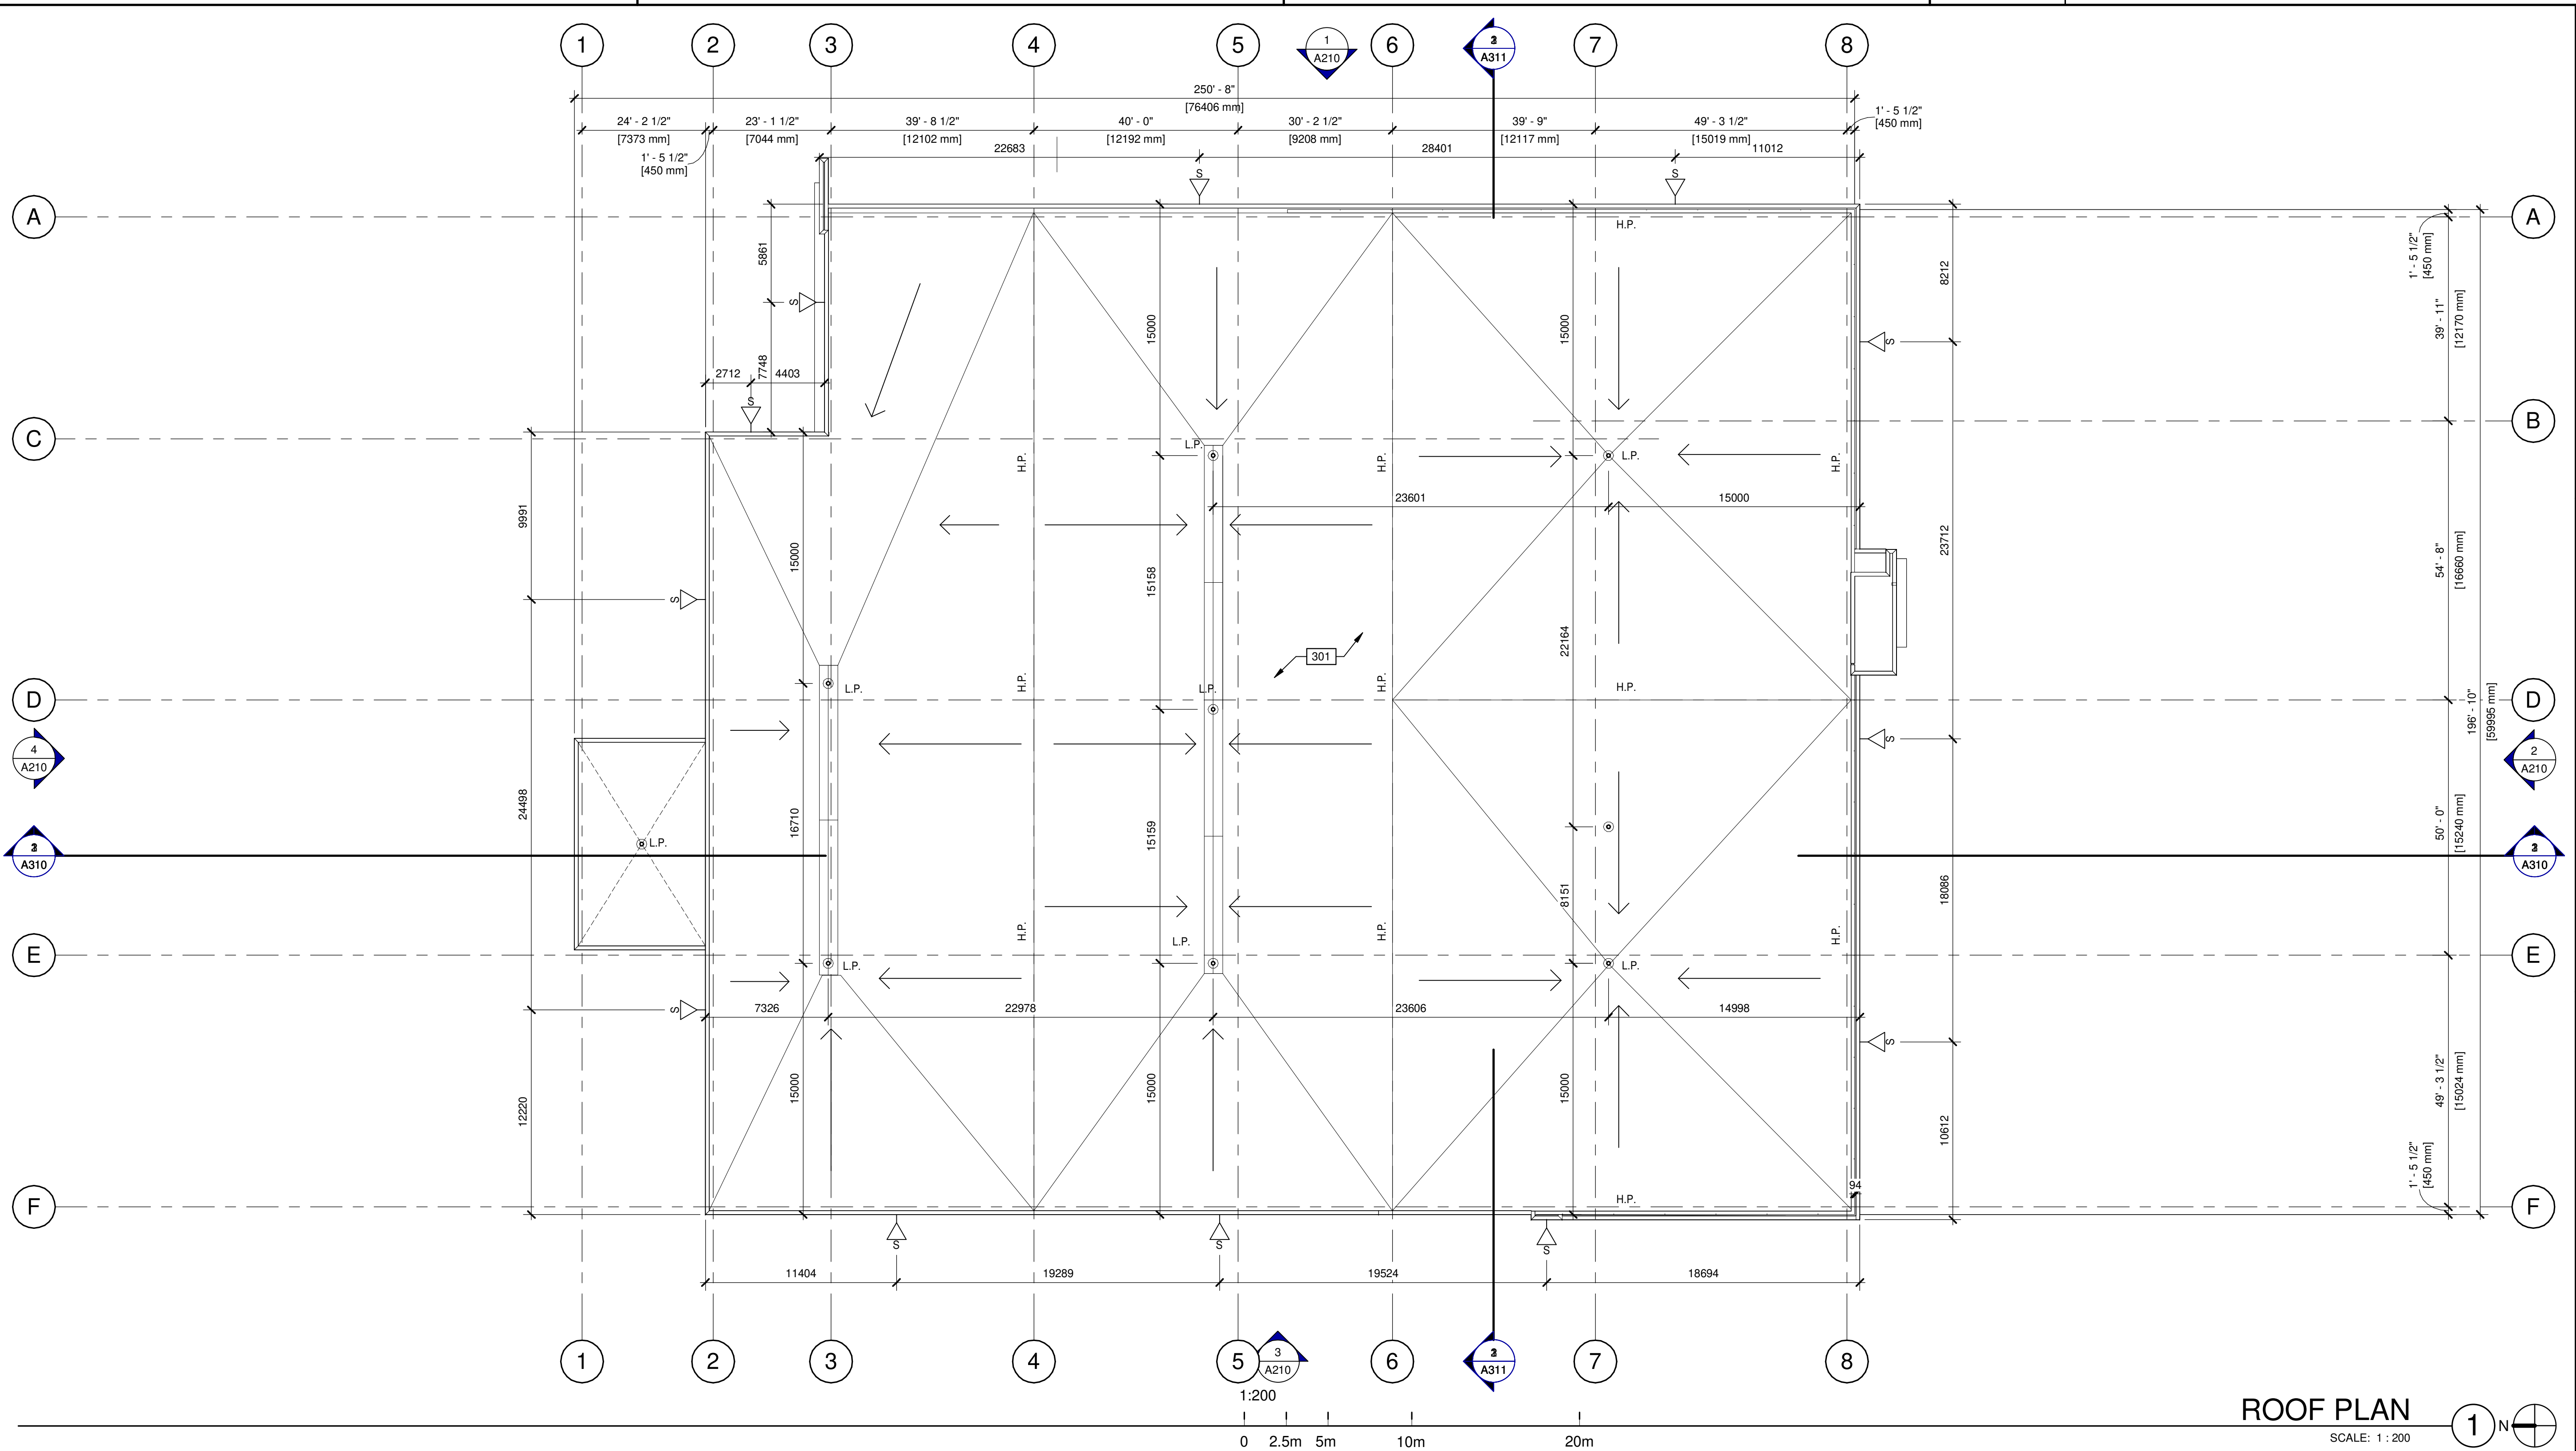 1 2 3 4 5 6 7 8
1
A210
A311
250' - 8"
[76406 mm]
24' - 2 1/2" 23' - 1 1/2" 39' - 8 1/2" 40' - 0" 30' - 2 1/2" 39' - 9" 49' - 3 1/2" 1' - 5 1/2"
[7373 mm] [7044 mm] [12102 mm] [12192 mm] [9208 mm] [12117 mm] [15019 mm] [450 mm]
1' - 5 1/2"
[450 mm]
22683 28401 11012
S S
A A
H.P.
5861
S
8212
S
1' - 5 1/2"
[450 mm]
39' - 11"
[12170 mm]
15000 15000
7748
2712 4403
S
C B
L.P.
H.P. H.P. L.P. H.P.
23601 15000
9991
15000
15158
23712
54' - 8"
[16660 mm]
S
301
22164
H.P. H.P. H.P.
L.P. L.P.
D D
196' - 10"
[59995 mm]
S
4
A210
2
A210
24498
16710
15159
L.P.
50' - 0"
[15240 mm]
A310 A310
8151
18086
H.P. L.P. H.P. H.P.
E E
L.P. L.P.
S
7326 22978 23606 14998
S
12220
15000 15000 15000
10612
49' - 3 1/2"
[15024 mm]
1' - 5 1/2"
[450 mm]
94
H.P.
F F
S S S
11404 19289 19524 18694
1 2 3 4 5 6 7 8
3
A210
A311
1:200
0 2.5m 5m 10m 20m
ROOF PLAN
SCALE: 1 : 200
1 N